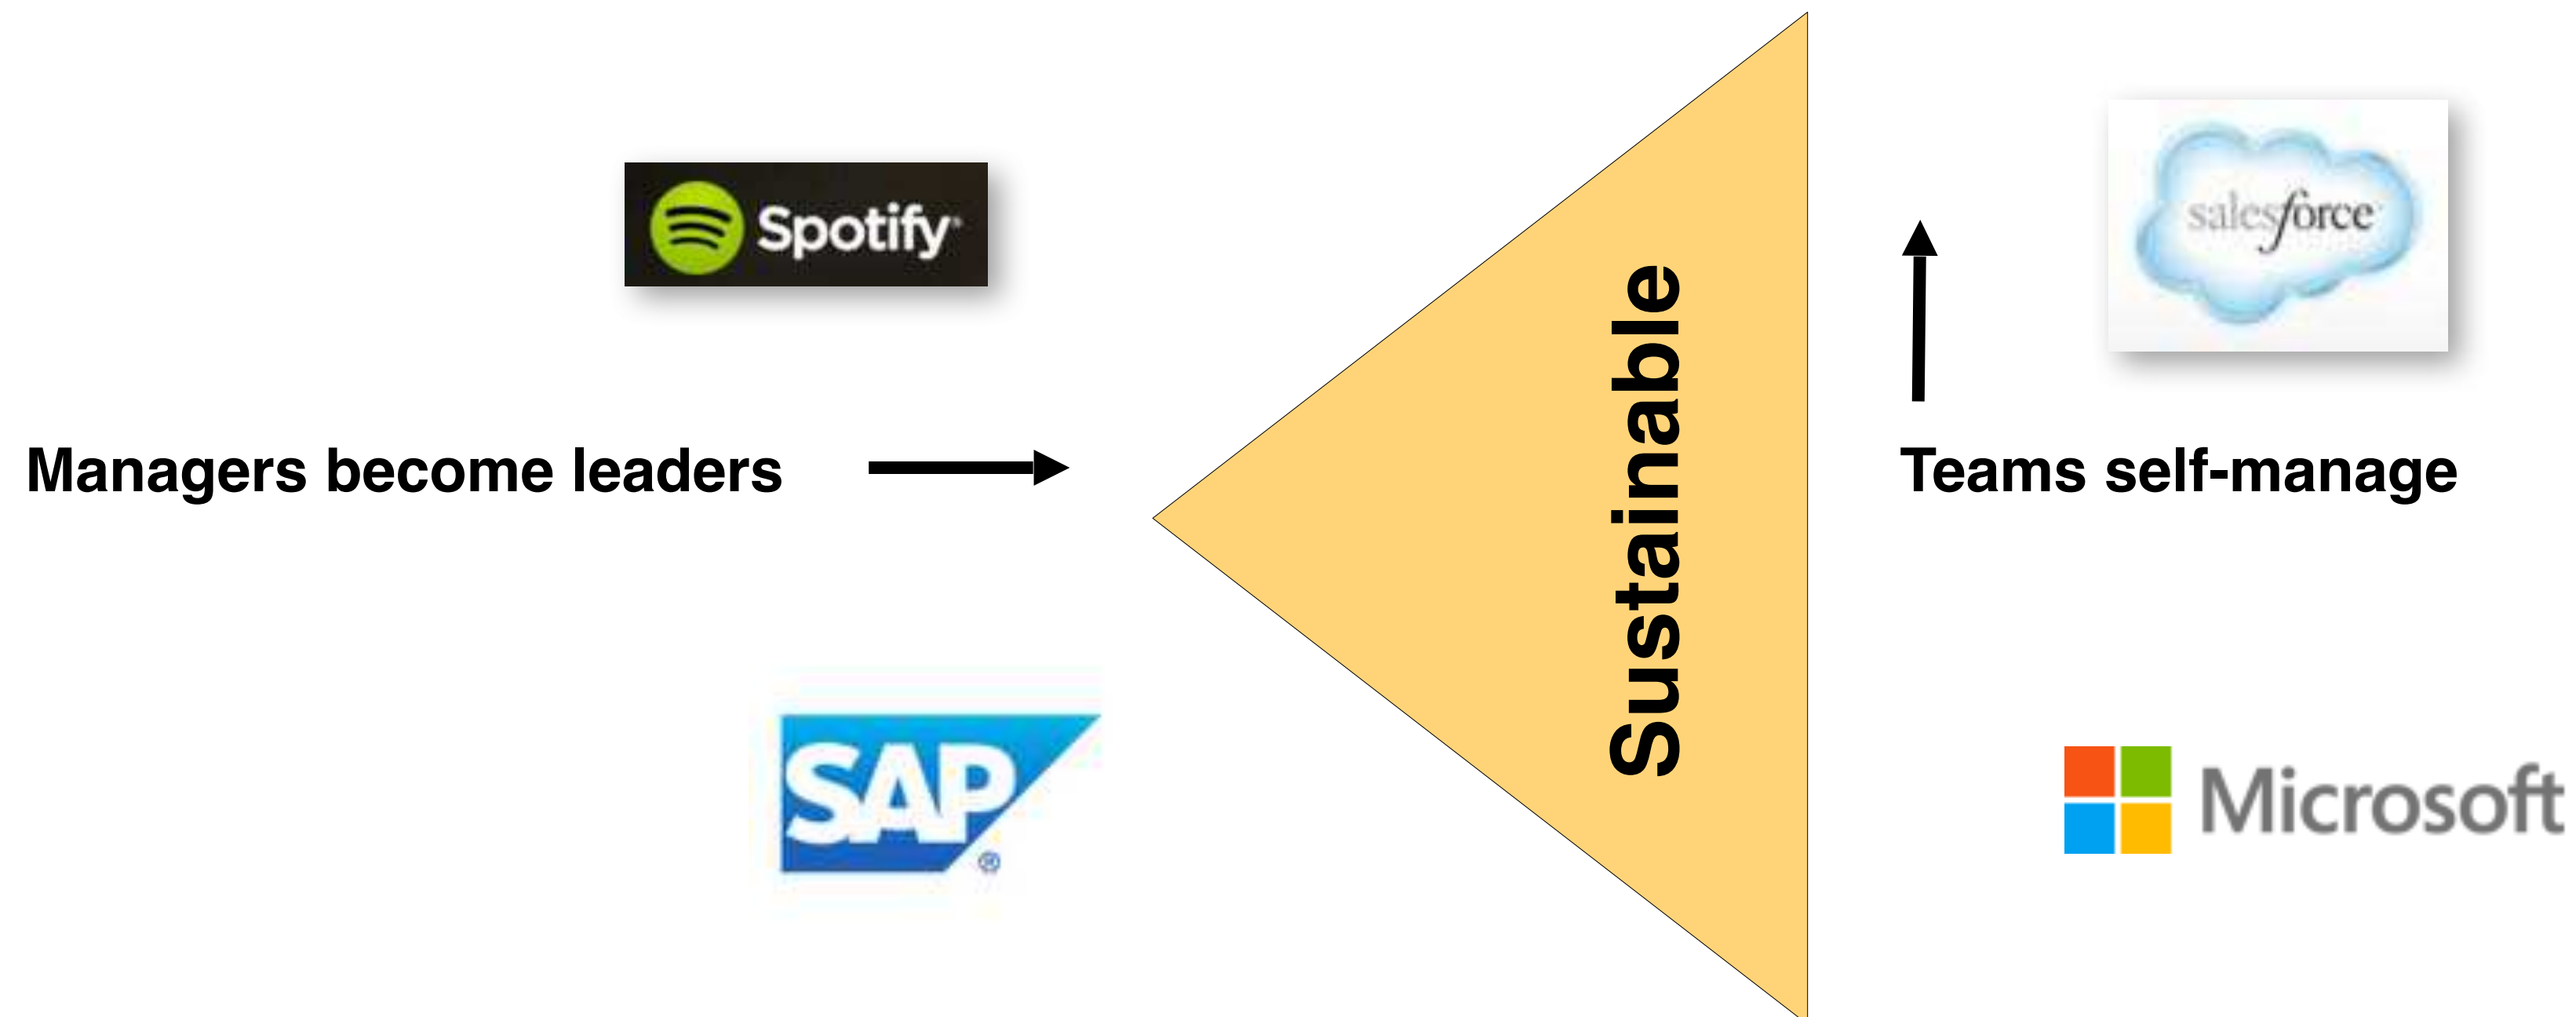 Spotify®
salesforce
Managers become leaders
Sustainable
Teams self-manage
SAP
®
Microsoft